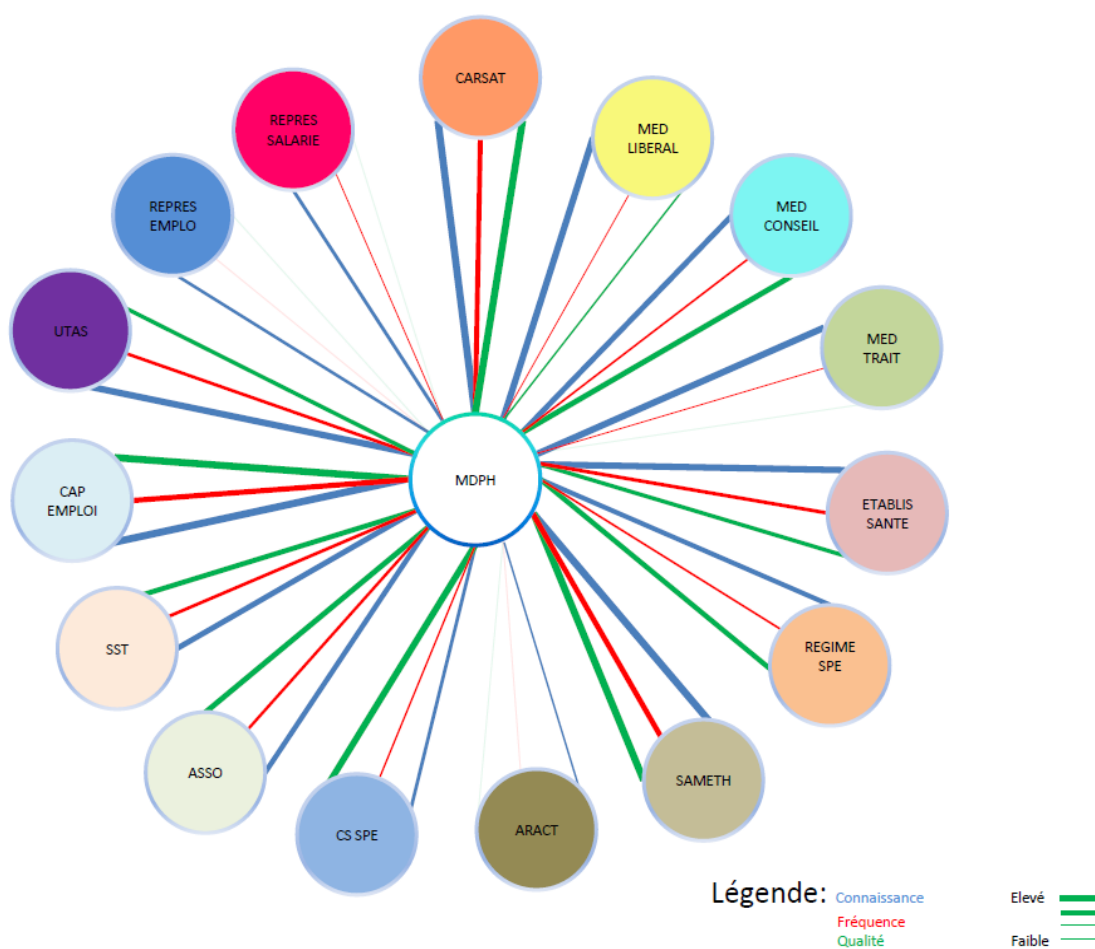 CARSAT
MED
LIBERAL
MED
CONSEIL
MED
TRAIT
ETABLIS
SANTE
REGIME
SPE
SAMETH
ARACT
CS SPE
ASSO
SST
CAP
EMPLOI
UTAS
REPRES
EMPLO
REPRES
SALARIE
MDPH
Légende:
Connaissance
Fréquence
Qualité
Elevé
Faible